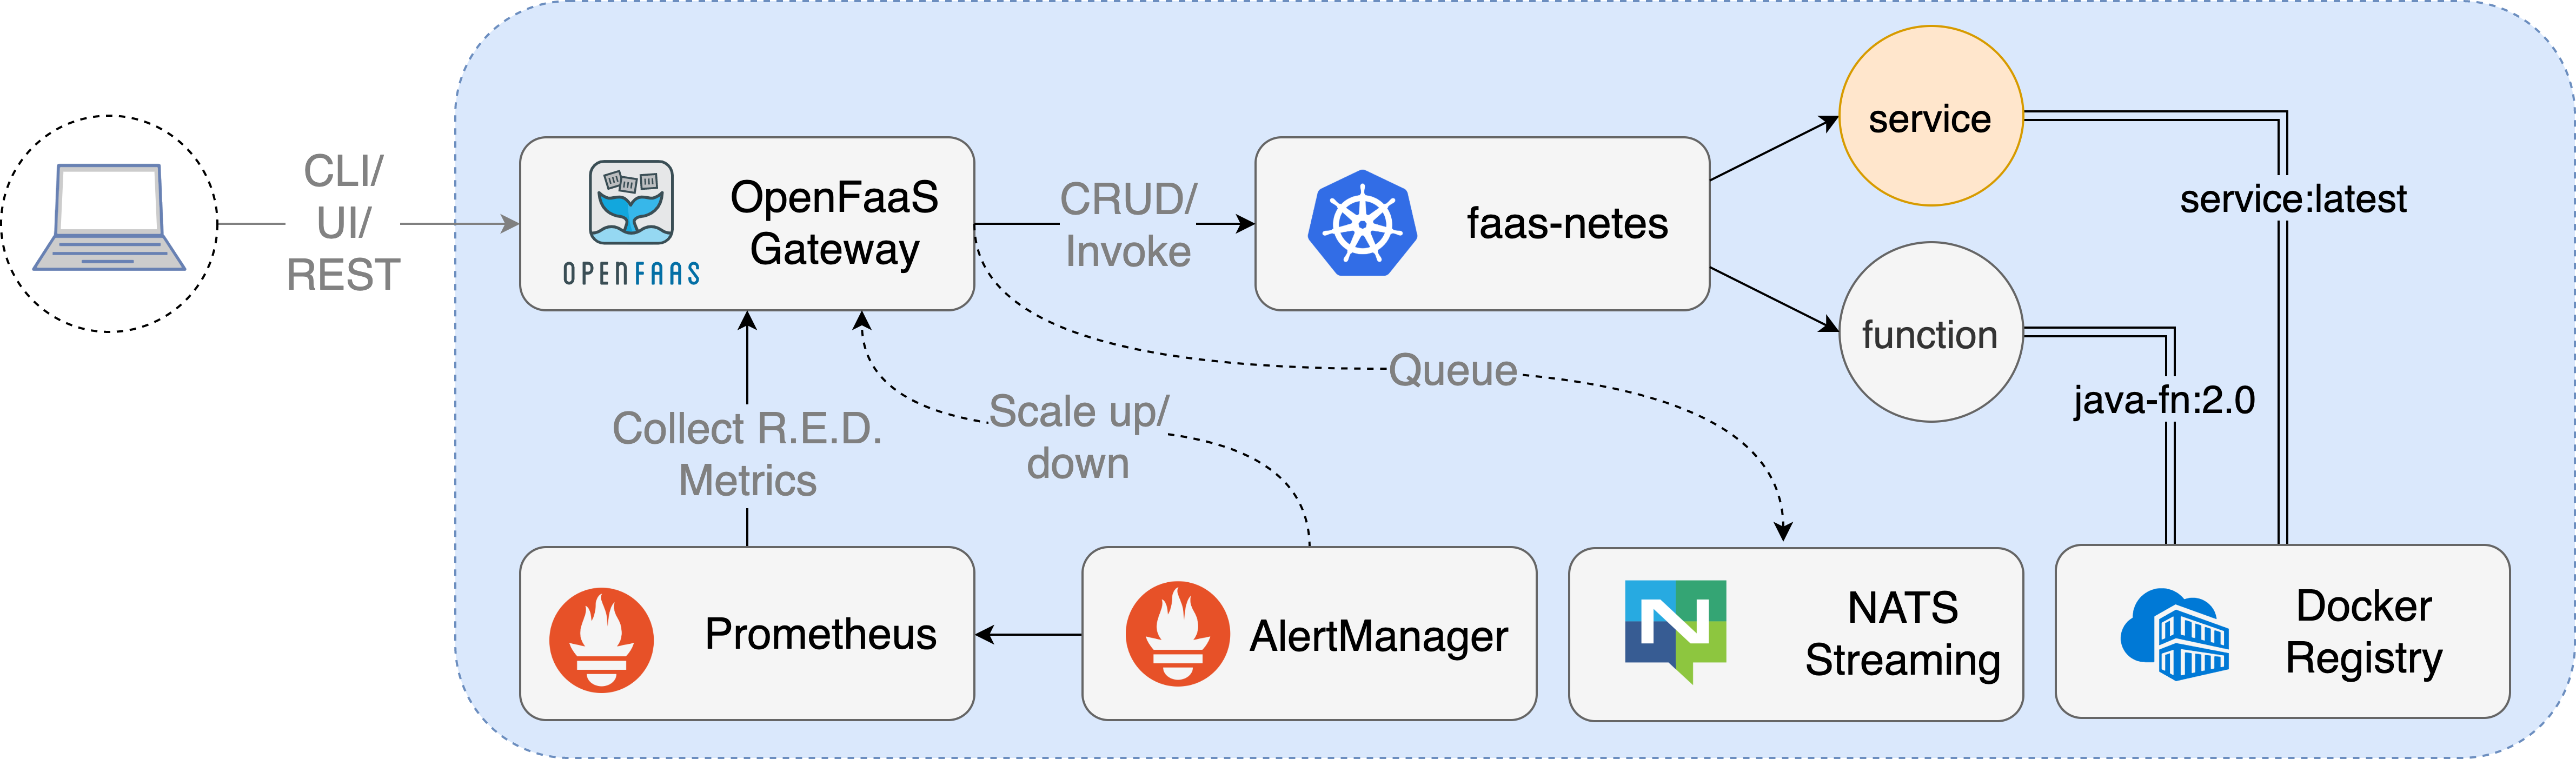 CLI/
UI/
REST
OPENFAAS
OpenFaaS
Gateway
CRUD/
Invoke
faas-netes
service
function
service:latest
java-fn:2.0
Queue
Scale up/
down
Collect R.E.D.
Metrics
Prometheus
AlertManager
N
NATS
Streaming
Docker
Registry